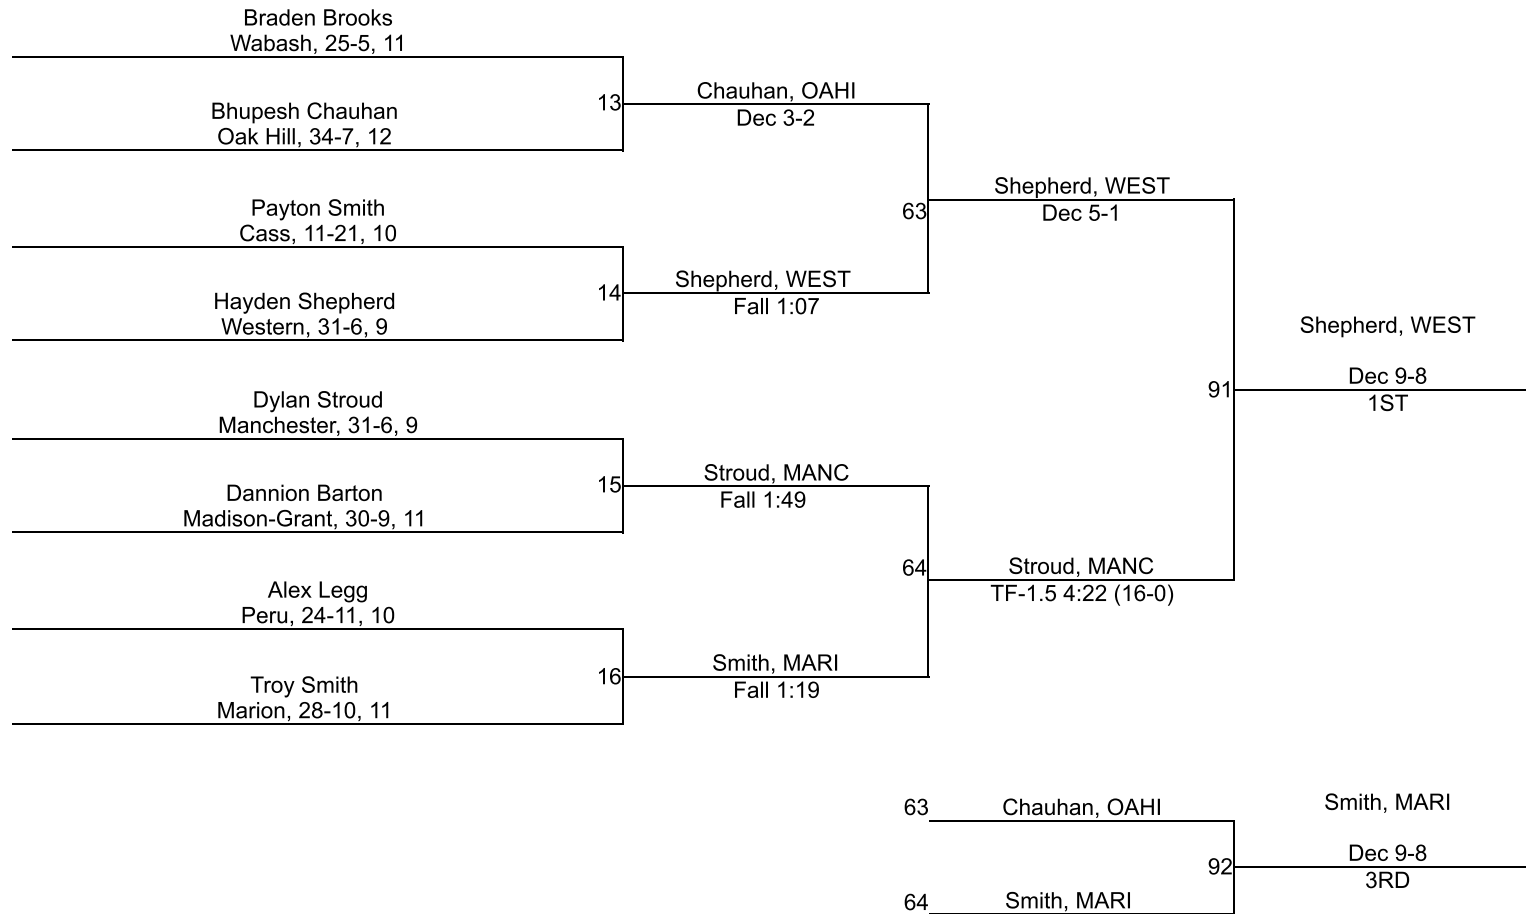 Braden Brooks
Wabash, 25-5, 11
Bhupesh Chauhan
Oak Hill, 34-7, 12
13
Chauhan, OAHI
Dec 3-2
Payton Smith
Cass, 11-21, 10
Hayden Shepherd
Western, 31-6, 9
14
Shepherd, WEST
Fall 1:07
63
Shepherd, WEST
Dec 5-1
Dylan Stroud
Manchester, 31-6, 9
Dannion Barton
Madison-Grant, 30-9, 11
15
Stroud, MANC
Fall 1:49
Alex Legg
Peru, 24-11, 10
Troy Smith
Marion, 28-10, 11
16
Smith, MARI
Fall 1:19
64
Stroud, MANC
TF-1.5 4:22 (16-0)
91
Shepherd, WEST
Dec 9-8
1ST
63
Chauhan, OAHI
64
Smith, MARI
92
Smith, MARI
Dec 9-8
3RD